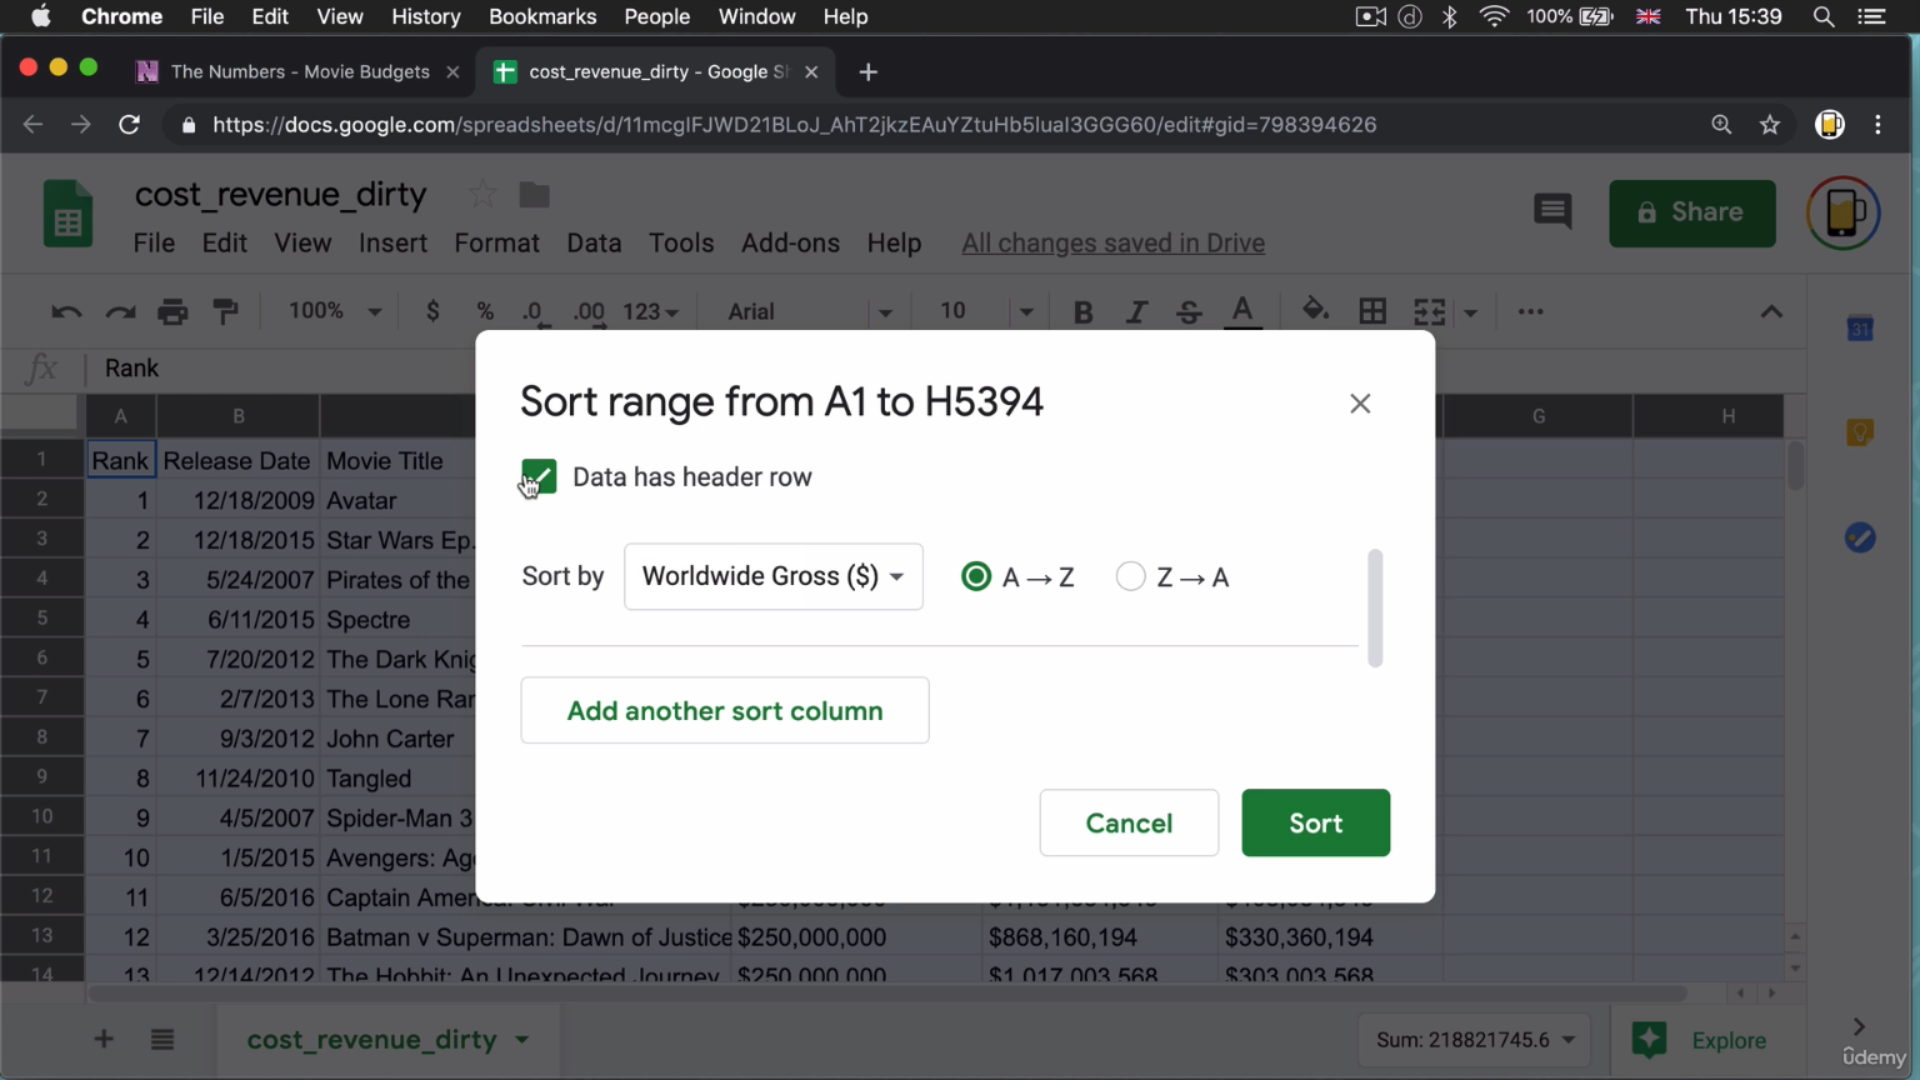 Chrome File Edit View History Bookmarks People Window Help 100% Thu 15:39
The Numbers - Movie Budgets cost_revenue_dirty - Google Sh
https://docs.google.com/spreadsheets/d/11mcglFJWD21BLoJ_AhT2jkzEAuYZtuHb5lual3GGG60/edit#gid=798394626
cost_revenue_dirty
Share
File Edit View Insert Format Data Tools Add-ons Help All changes saved in Drive
100% $ % .0 .00 123 Arial 10 B I S A
31
fx Rank
Sort range from A1 to H5394
A B G H
1 Rank Release Date Movie Title
Data has header row
2 1 12/18/2009 Avatar
3 2 12/18/2015 Star Wars Ep.
4 3 5/24/2007 Pirates of the
Sort by Worldwide Gross ($) A → Z Z → A
5 4 6/11/2015 Spectre
6 5 7/20/2012 The Dark Knig
7 6 2/7/2013 The Lone Ran
Add another sort column
8 7 9/3/2012 John Carter
9 8 11/24/2010 Tangled
10 9 4/5/2007 Spider-Man 3
Cancel Sort
11 10 1/5/2015 Avengers: Age
12 11 6/5/2016 Captain America: Civil War
13 12 3/25/2016 Batman v Superman: Dawn of Justice $250,000,000 $868,160,194 $330,360,194
14 13 12/14/2012 The Hobbit: An Unexpected Journey $250,000,000 $1,017,003,568 $303,003,568
cost_revenue_dirty Sum: 218821745.6 Explore
ûdemy